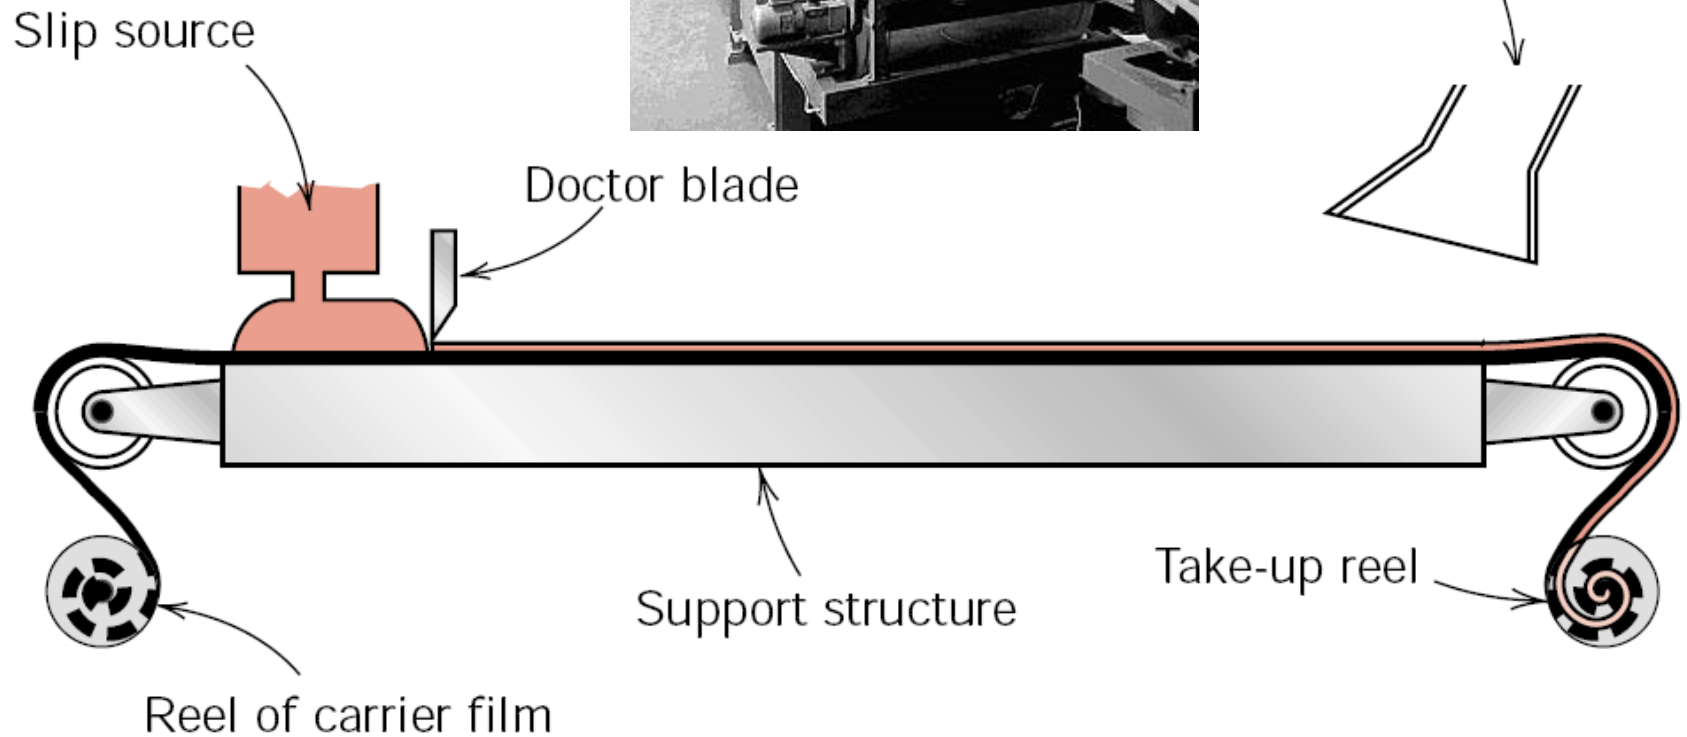 Slip source
Doctor blade
Support structure
Take-up reel
Reel of carrier film